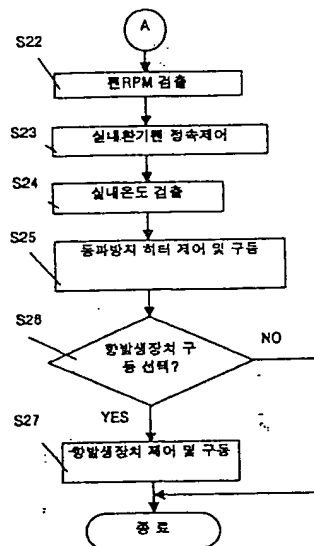 A
S22
팬RPM 검출
S23
실내환기팬 정속제어
S24
실내온도 검출
S25
동파방지 히터 제어 및 구동
S26
향발생장치 구
동 선택?
NO
YES
S27
향발생장치 제어 및 구동
종 료